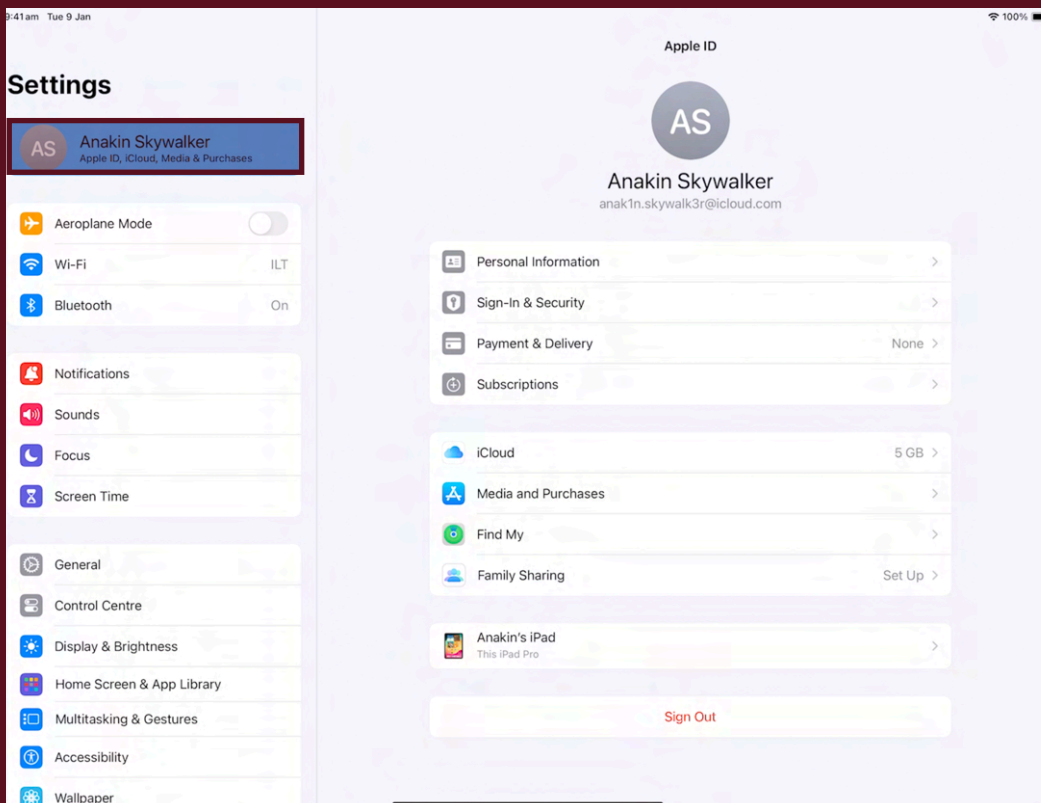 9:41 am Tue 9 Jan
100%
Settings
AS
Anakin Skywalker
Apple ID, iCloud, Media & Purchases
Aeroplane Mode
Wi-Fi ILT
Bluetooth On
Notifications
Sounds
Focus
Screen Time
General
Control Centre
Display & Brightness
Home Screen & App Library
Multitasking & Gestures
Accessibility
Wallpaper
Apple ID
AS
Anakin Skywalker
anak1n.skywalk3r@icloud.com
Personal Information
Sign-In & Security
Payment & Delivery None
Subscriptions
iCloud 5 GB
Media and Purchases
Find My
Family Sharing Set Up
Anakin's iPad
This iPad Pro
Sign Out